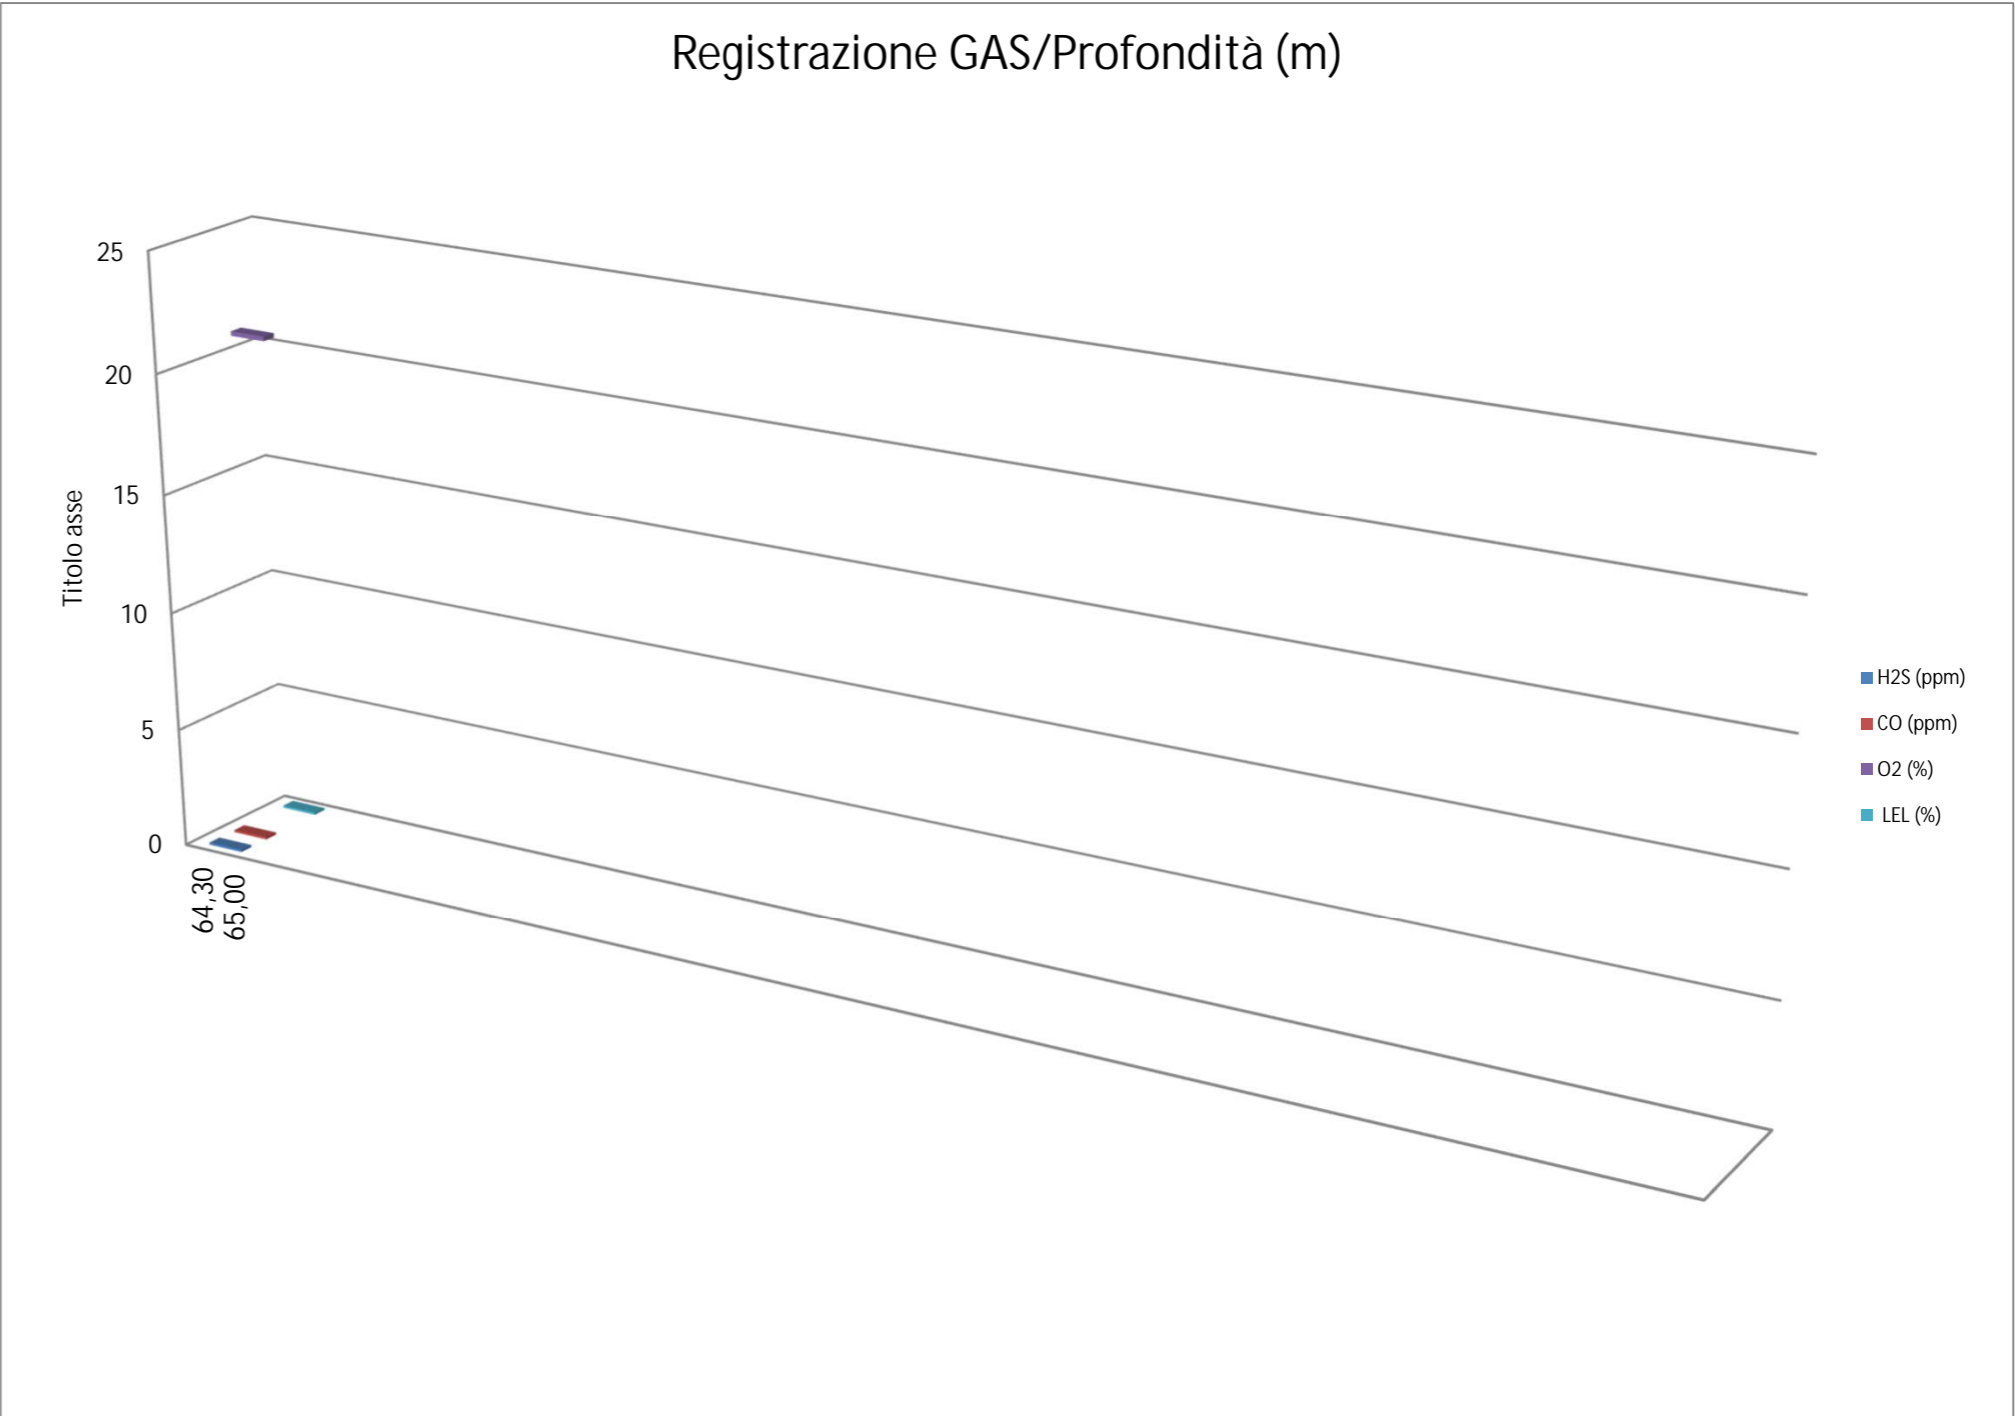 Registrazione GAS/Profondità (m)
25
20
15
10
5
0
Titolo asse
64,30
65,00
H2S (ppm)
CO (ppm)
O2 (%)
LEL (%)